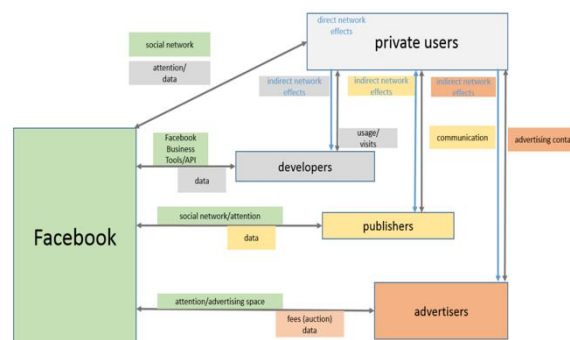 direct network
effects
private users
social network
attention/
data
indirect network
effects
indirect network
effects
indirect network
effects
usage/
visits
communication
advertising conta
Facebook
Business
Tools/API
data
developers
Facebook
social network/attention
data
publishers
attention/advertising space
fees (auction)
data
advertisers